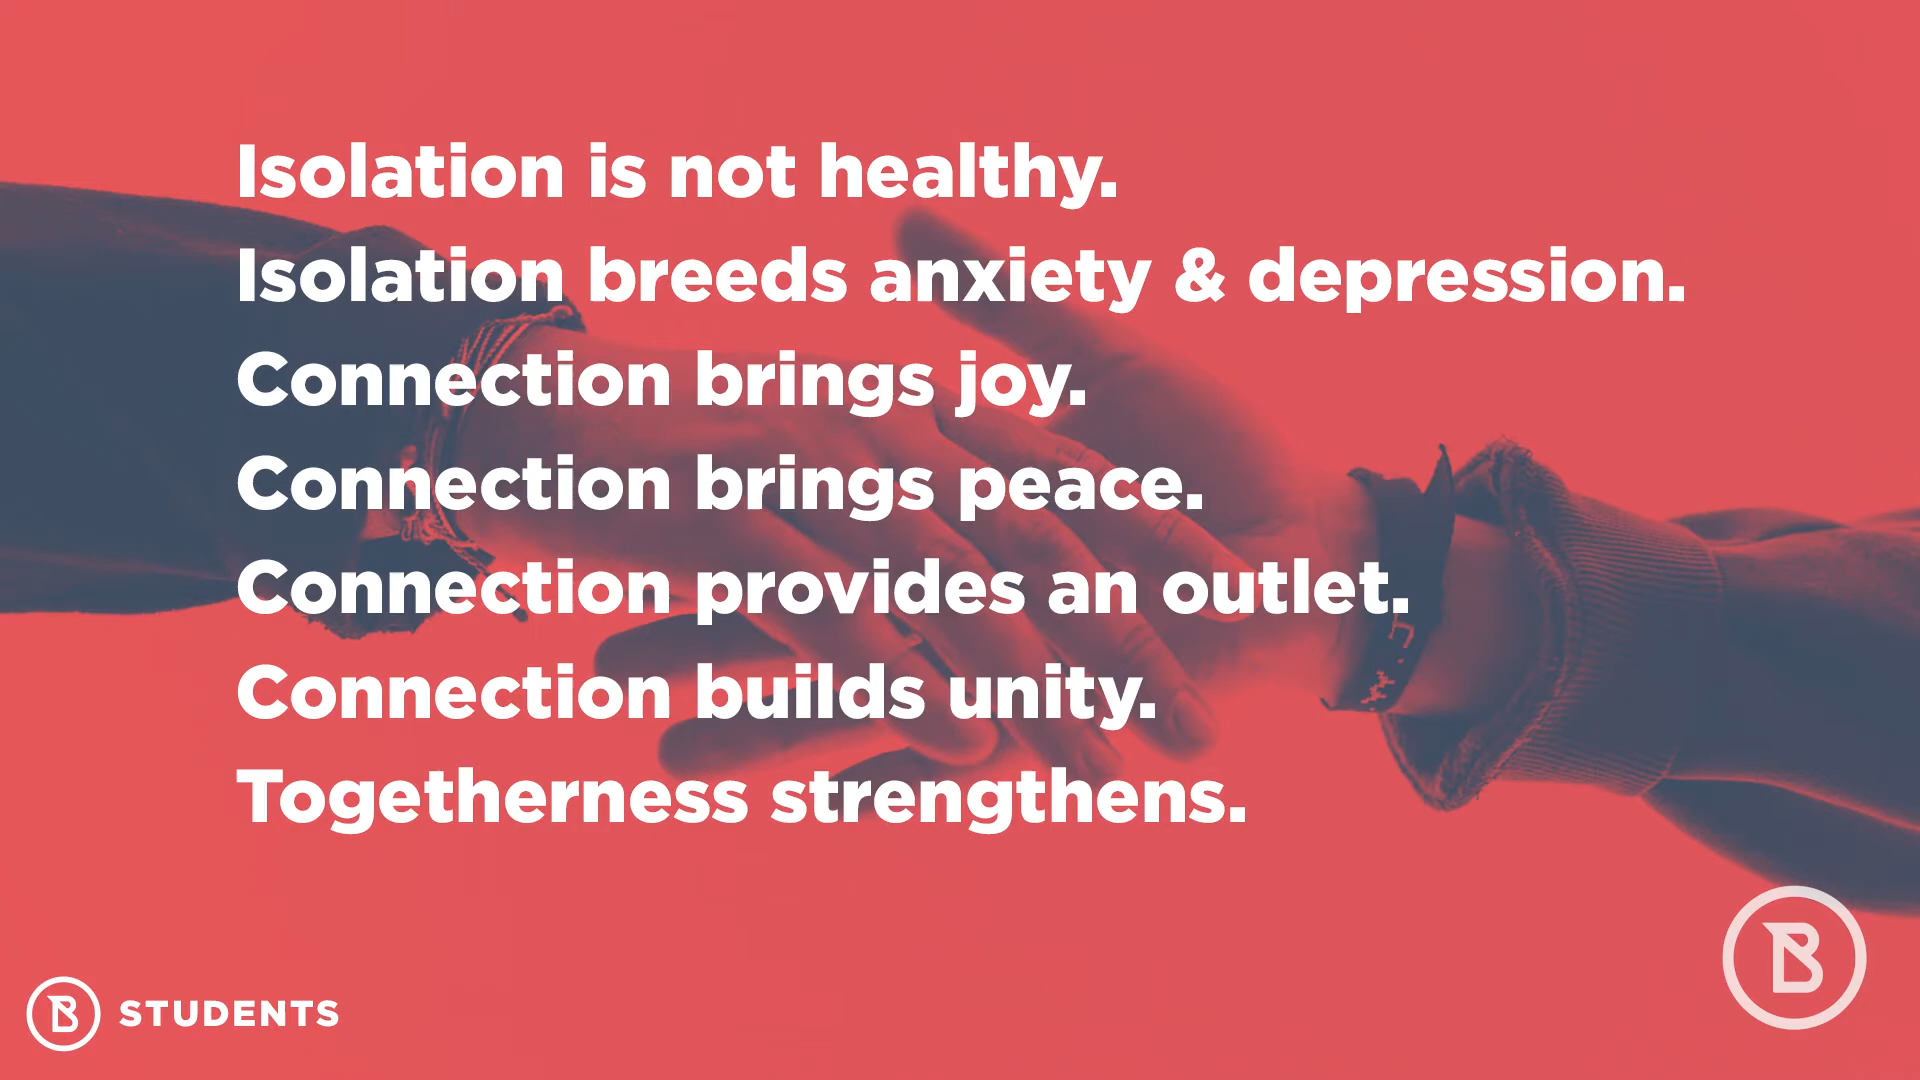 Isolation is not healthy.
Isolation breeds anxiety & depression.
Connection brings joy.
Connection brings peace.
Connection provides an outlet.
Connection builds unity.
Togetherness strengthens.
B STUDENTS
B